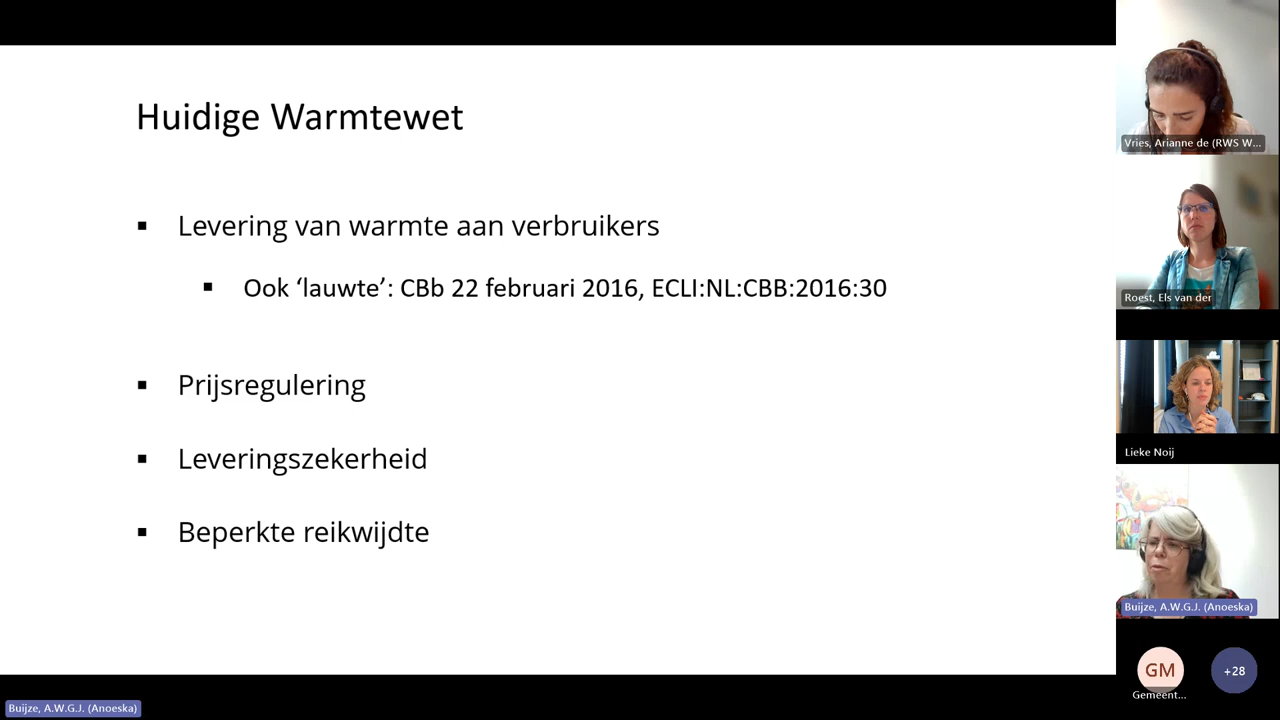 Huidige Warmtewet
Levering van warmte aan verbruikers
Ook ‘lauwte’: CBb 22 februari 2016, ECLI:NL:CBB:2016:30
Prijsregulering
Leveringszekerheid
Beperkte reikwijdte
Vries, Arianne de (RWS W...
Roest, Els van der
Lieke Noij
Buijze, A.W.G.J. (Anoeska)
GM
+28
Gemeent...
Buijze, A.W.G.J. (Anoeska)